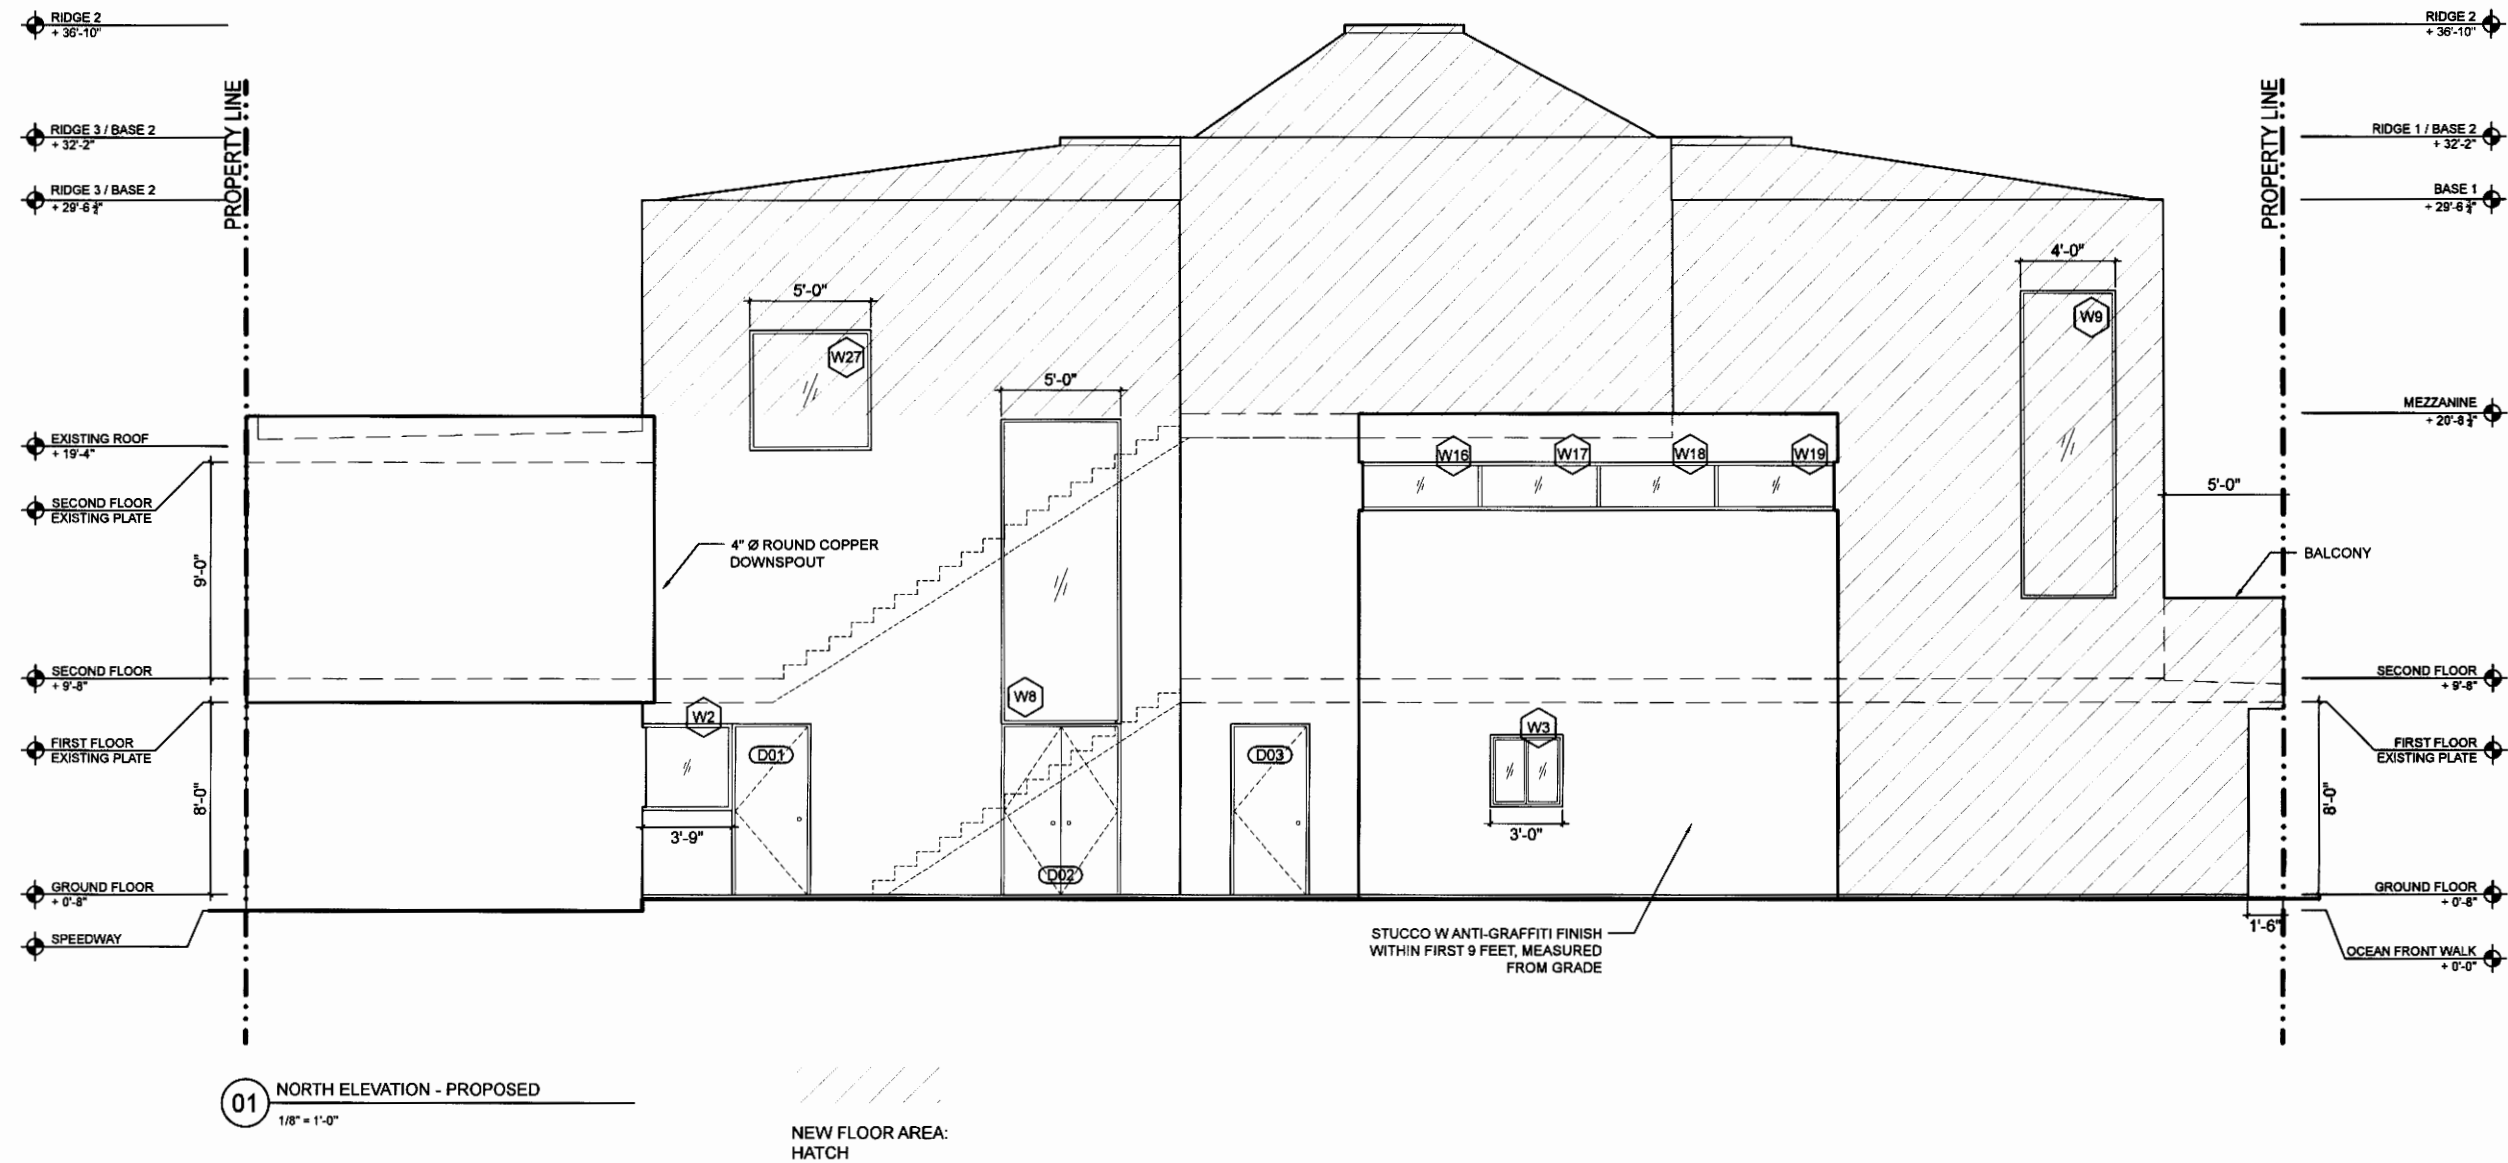 RIDGE 2
+ 36'-10"
RIDGE 3 / BASE 2
+ 32'-2"
RIDGE 3 / BASE 2
+ 29'-6 3/4"
EXISTING ROOF
+ 19'-4"
SECOND FLOOR
EXISTING PLATE
9'-0"
SECOND FLOOR
+ 9'-8"
FIRST FLOOR
EXISTING PLATE
8'-0"
GROUND FLOOR
+ 0'-8"
SPEEDWAY
PROPERTY LINE
5'-0"
W27
5'-0"
4" Ø ROUND COPPER
DOWNSPOUT
W8
W2
D01
3'-9"
D02
D03
W16
W17
W18
W19
W3
3'-0"
STUCCO W ANTI-GRAFFITI FINISH
WITHIN FIRST 9 FEET, MEASURED
FROM GRADE
4'-0"
W9
5'-0"
BALCONY
PROPERTY LINE
RIDGE 2
+ 36'-10"
RIDGE 1 / BASE 2
+ 32'-2"
BASE 1
+ 29'-6 3/4"
MEZZANINE
+ 20'-8 1/2"
SECOND FLOOR
+ 9'-8"
FIRST FLOOR
EXISTING PLATE
8'-0"
GROUND FLOOR
+ 0'-8"
1'-6"
OCEAN FRONT WALK
+ 0'-0"
01
NORTH ELEVATION - PROPOSED
1/8" = 1'-0"
NEW FLOOR AREA:
HATCH